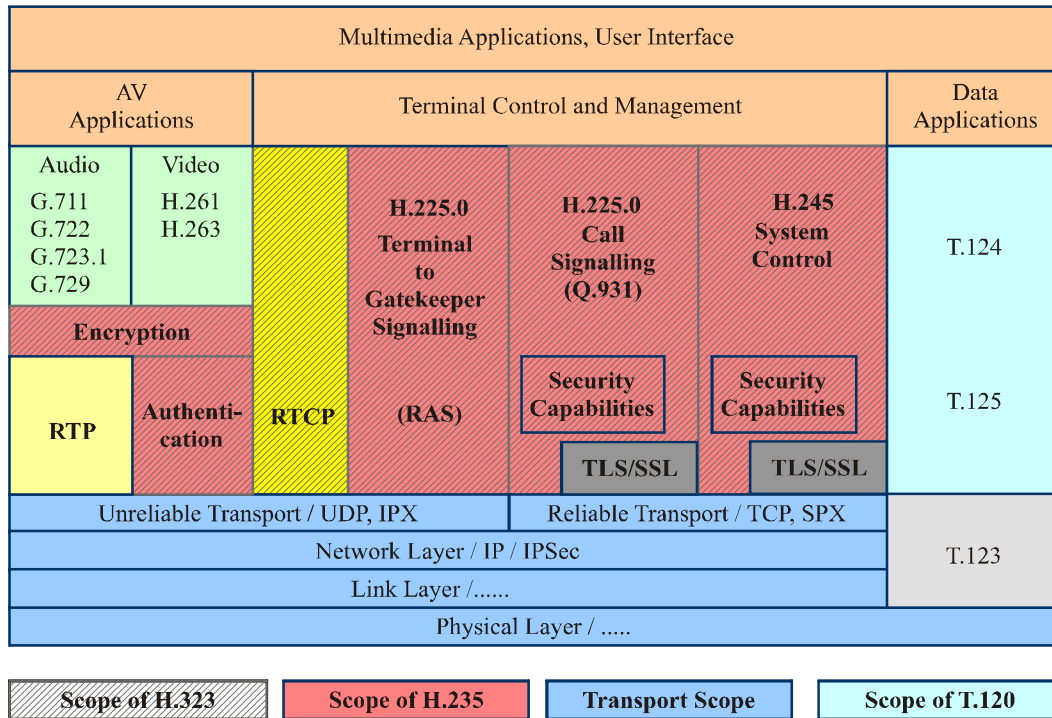 Multimedia Applications, User Interface
AV
Applications
Terminal Control and Management
Data
Applications
Audio
G.711
G.722
G.723.1
G.729
Video
H.261
H.263
Encryption
RTP
Authenti-
cation
RTCP
H.225.0
Terminal
to
Gatekeeper
Signalling
(RAS)
H.225.0
Call
Signalling
(Q.931)
Security
Capabilities
TLS/SSL
H.245
System
Control
Security
Capabilities
TLS/SSL
T.124
T.125
Unreliable Transport / UDP, IPX
Reliable Transport / TCP, SPX
Network Layer / IP / IPSec
Link Layer /......
T.123
Physical Layer / .....
Scope of H.323
Scope of H.235
Transport Scope
Scope of T.120